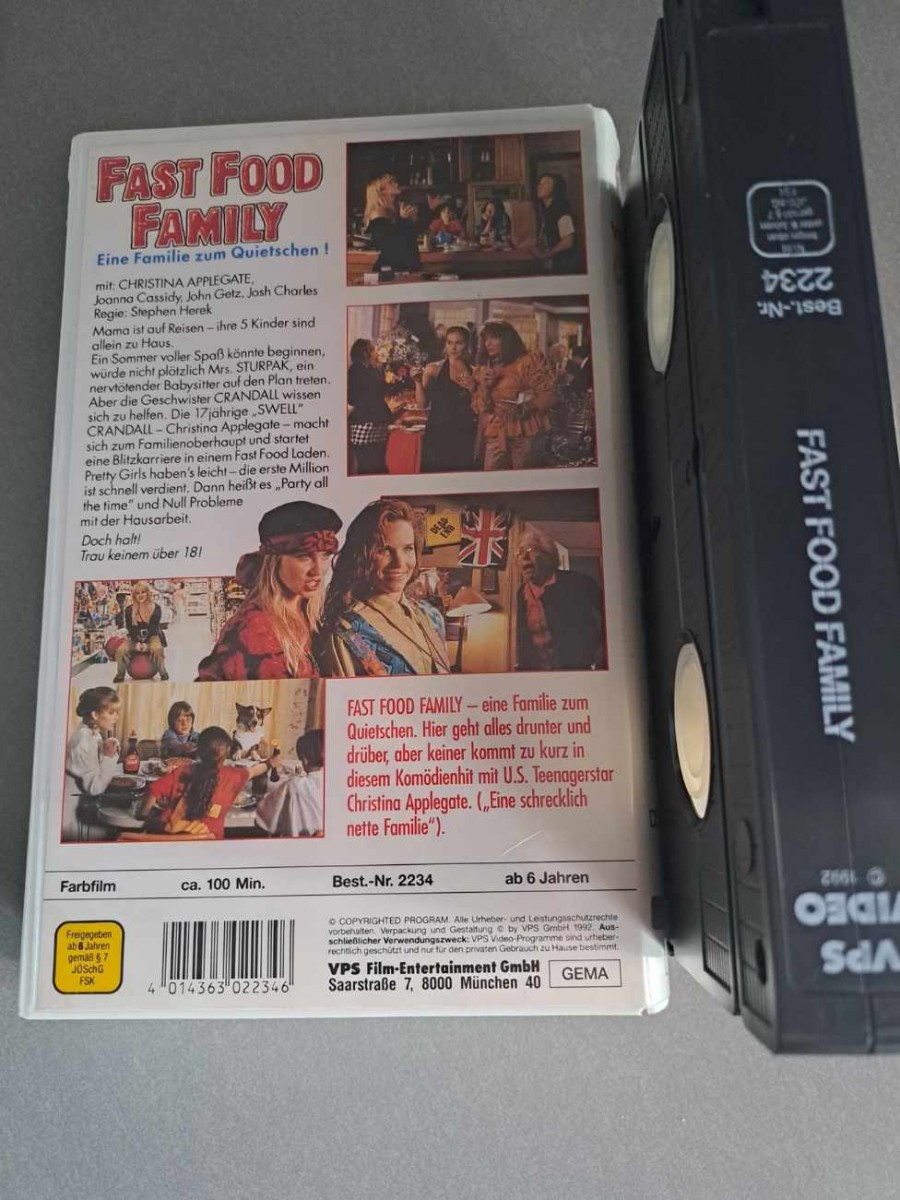 FAST FOOD
FAMILY
Eine Familie zum Quietschen !
mit: CHRISTINA APPLEGATE,
Joanna Cassidy, John Getz, Josh Charles
Regie: Stephen Herek
Mama ist auf Reisen – ihre 5 Kinder sind
allein zu Haus.
Ein Sommer voller Spaß könnte beginnen,
würde nicht plötzlich Mrs. STURPAK, ein
nervtötender Babysitter auf den Plan treten.
Aber die Geschwister CRANDALL wissen
sich zu helfen. Die 17jährige „SWELL"
CRANDALL – Christina Applegate – macht
sich zum Familienoberhaupt und startet
eine Blitzkarriere in einem Fast Food Laden.
Pretty Girls haben's leicht – die erste Million
ist schnell verdient. Dann heißt es „Party all
the time" und Null Probleme
mit der Hausarbeit.
Doch halt!
Trau keinem über 18!
DEAD
END
FAST FOOD FAMILY – eine Familie zum
Quietschen. Hier geht alles drunter und
drüber, aber keiner kommt zu kurz in
diesem Komödienhit mit U.S. Teenagerstar
Christina Applegate. („Eine schrecklich
nette Familie").
Farbfilm ca. 100 Min. Best.-Nr. 2234 ab 6 Jahren
Freigegeben
ab 6 Jahren
gemäß § 7
JÖSchG
FSK
4 014363 022346
© COPYRIGHTED PROGRAM. Alle Urheber- und Leistungsschutzrechte
vorbehalten. Verpackung und Gestaltung © by VPS GmbH 1992. Aus-
schließlicher Verwendungszweck: VPS Video-Programme sind urheber-
rechtlich geschützt und nur für den privaten Gebrauch zu Hause bestimmt.
VPS Film-Entertainment GmbH
Saarstraße 7, 8000 München 40
GEMA
Best.-Nr.
2234
FAST FOOD FAMILY
© 1992
VPS
VIDEO